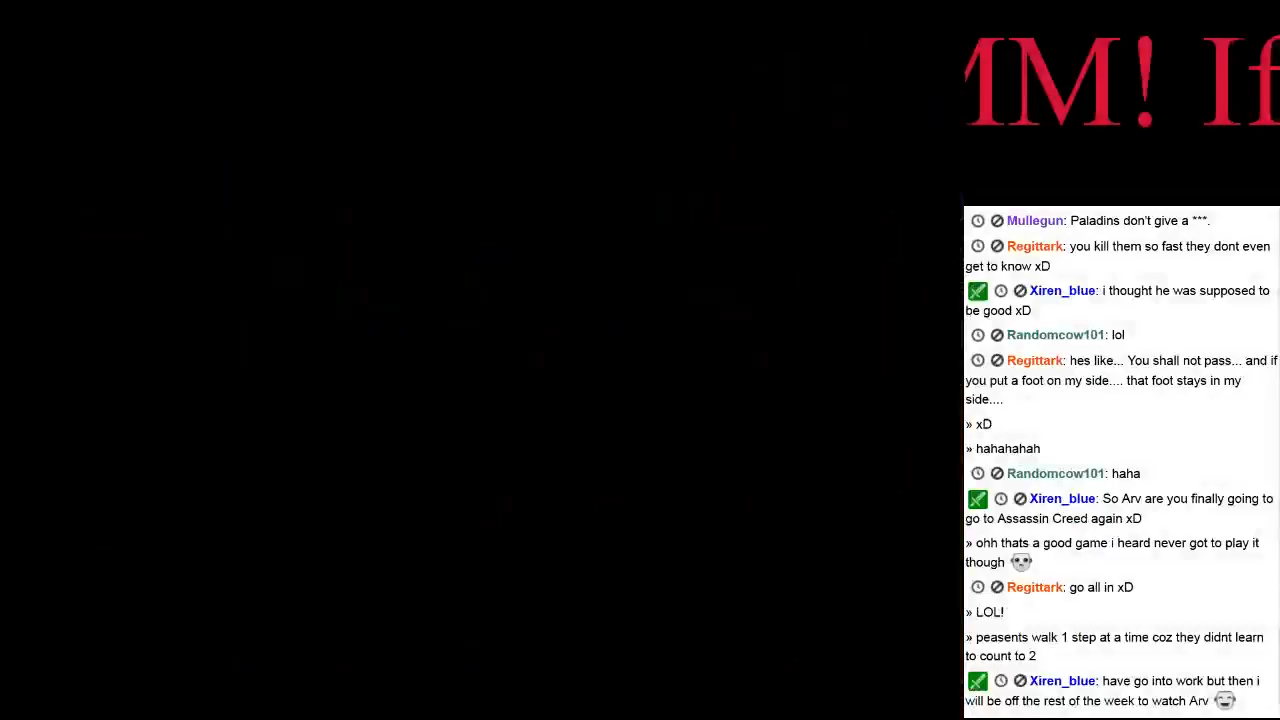 MM! If
Mullegun: Paladins don't give a ***.
Regittark: you kill them so fast they dont even
get to know xD
Xiren_blue: i thought he was supposed to
be good xD
Randomcow101: lol
Regittark: hes like... You shall not pass... and if
you put a foot on my side.... that foot stays in my
side....
» xD
» hahahahah
Randomcow101: haha
Xiren_blue: So Arv are you finally going to
go to Assassin Creed again xD
» ohh thats a good game i heard never got to play it
though
Regittark: go all in xD
» LOL!
» peasents walk 1 step at a time coz they didnt learn
to count to 2
Xiren_blue: have go into work but then i
will be off the rest of the week to watch Arv